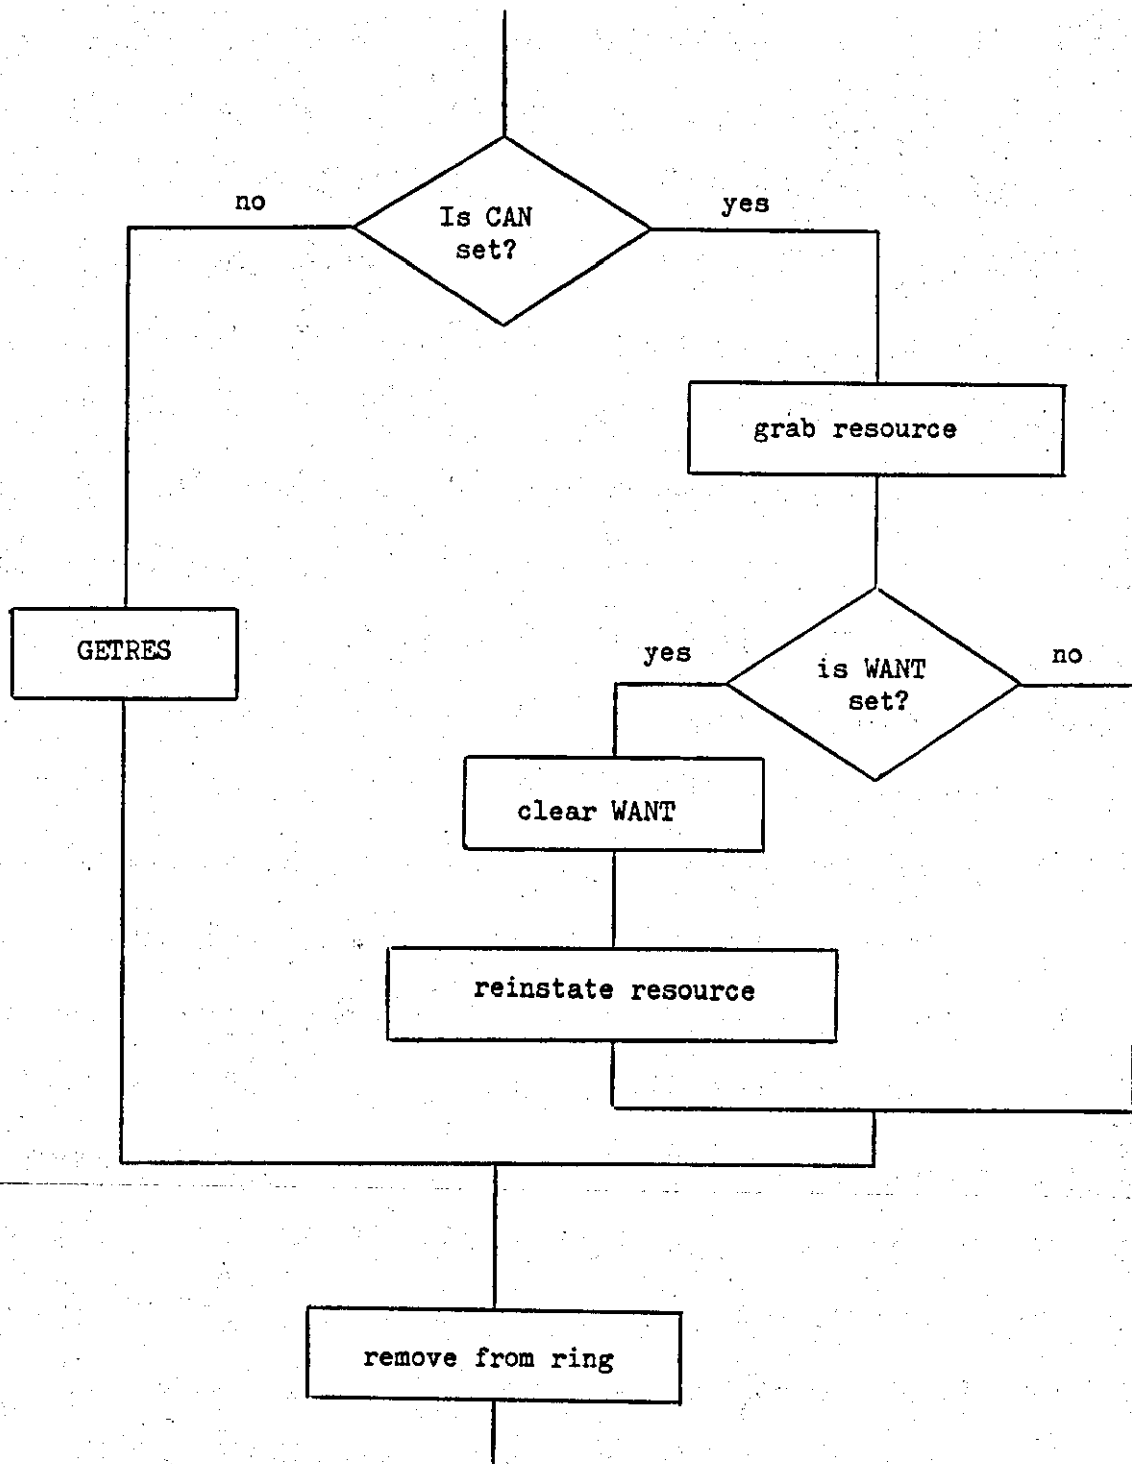 no
yes
Is CAN
set?
grab resource
GETRES
yes
no
is WANT
set?
clear WANT
reinstate resource
remove from ring